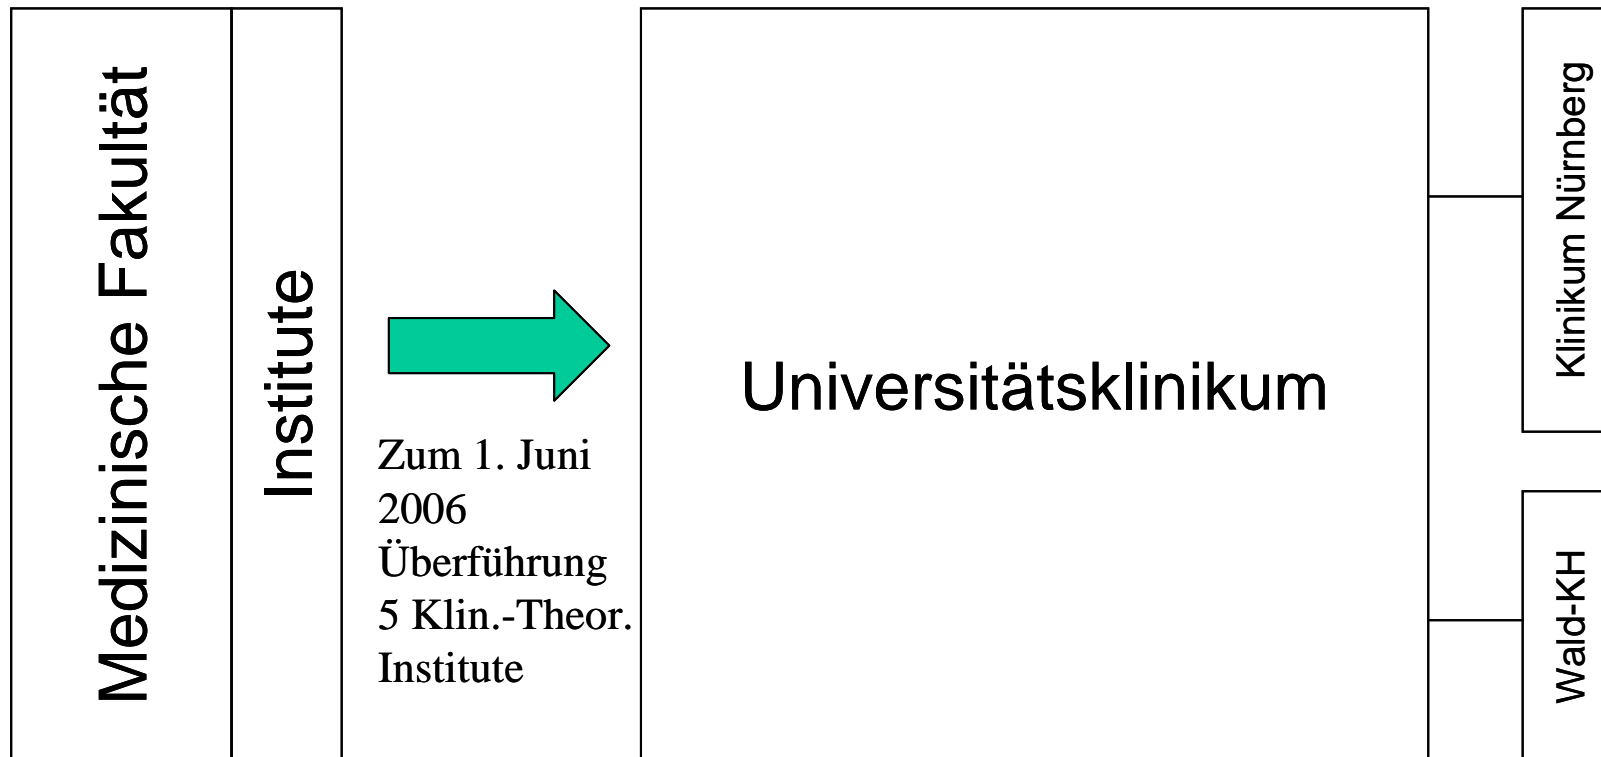 Medizinische Fakultät
Institute
Zum 1. Juni
2006
Überführung
5 Klin.-Theor.
Institute
Universitätsklinikum
Klinikum Nürnberg
Wald-KH